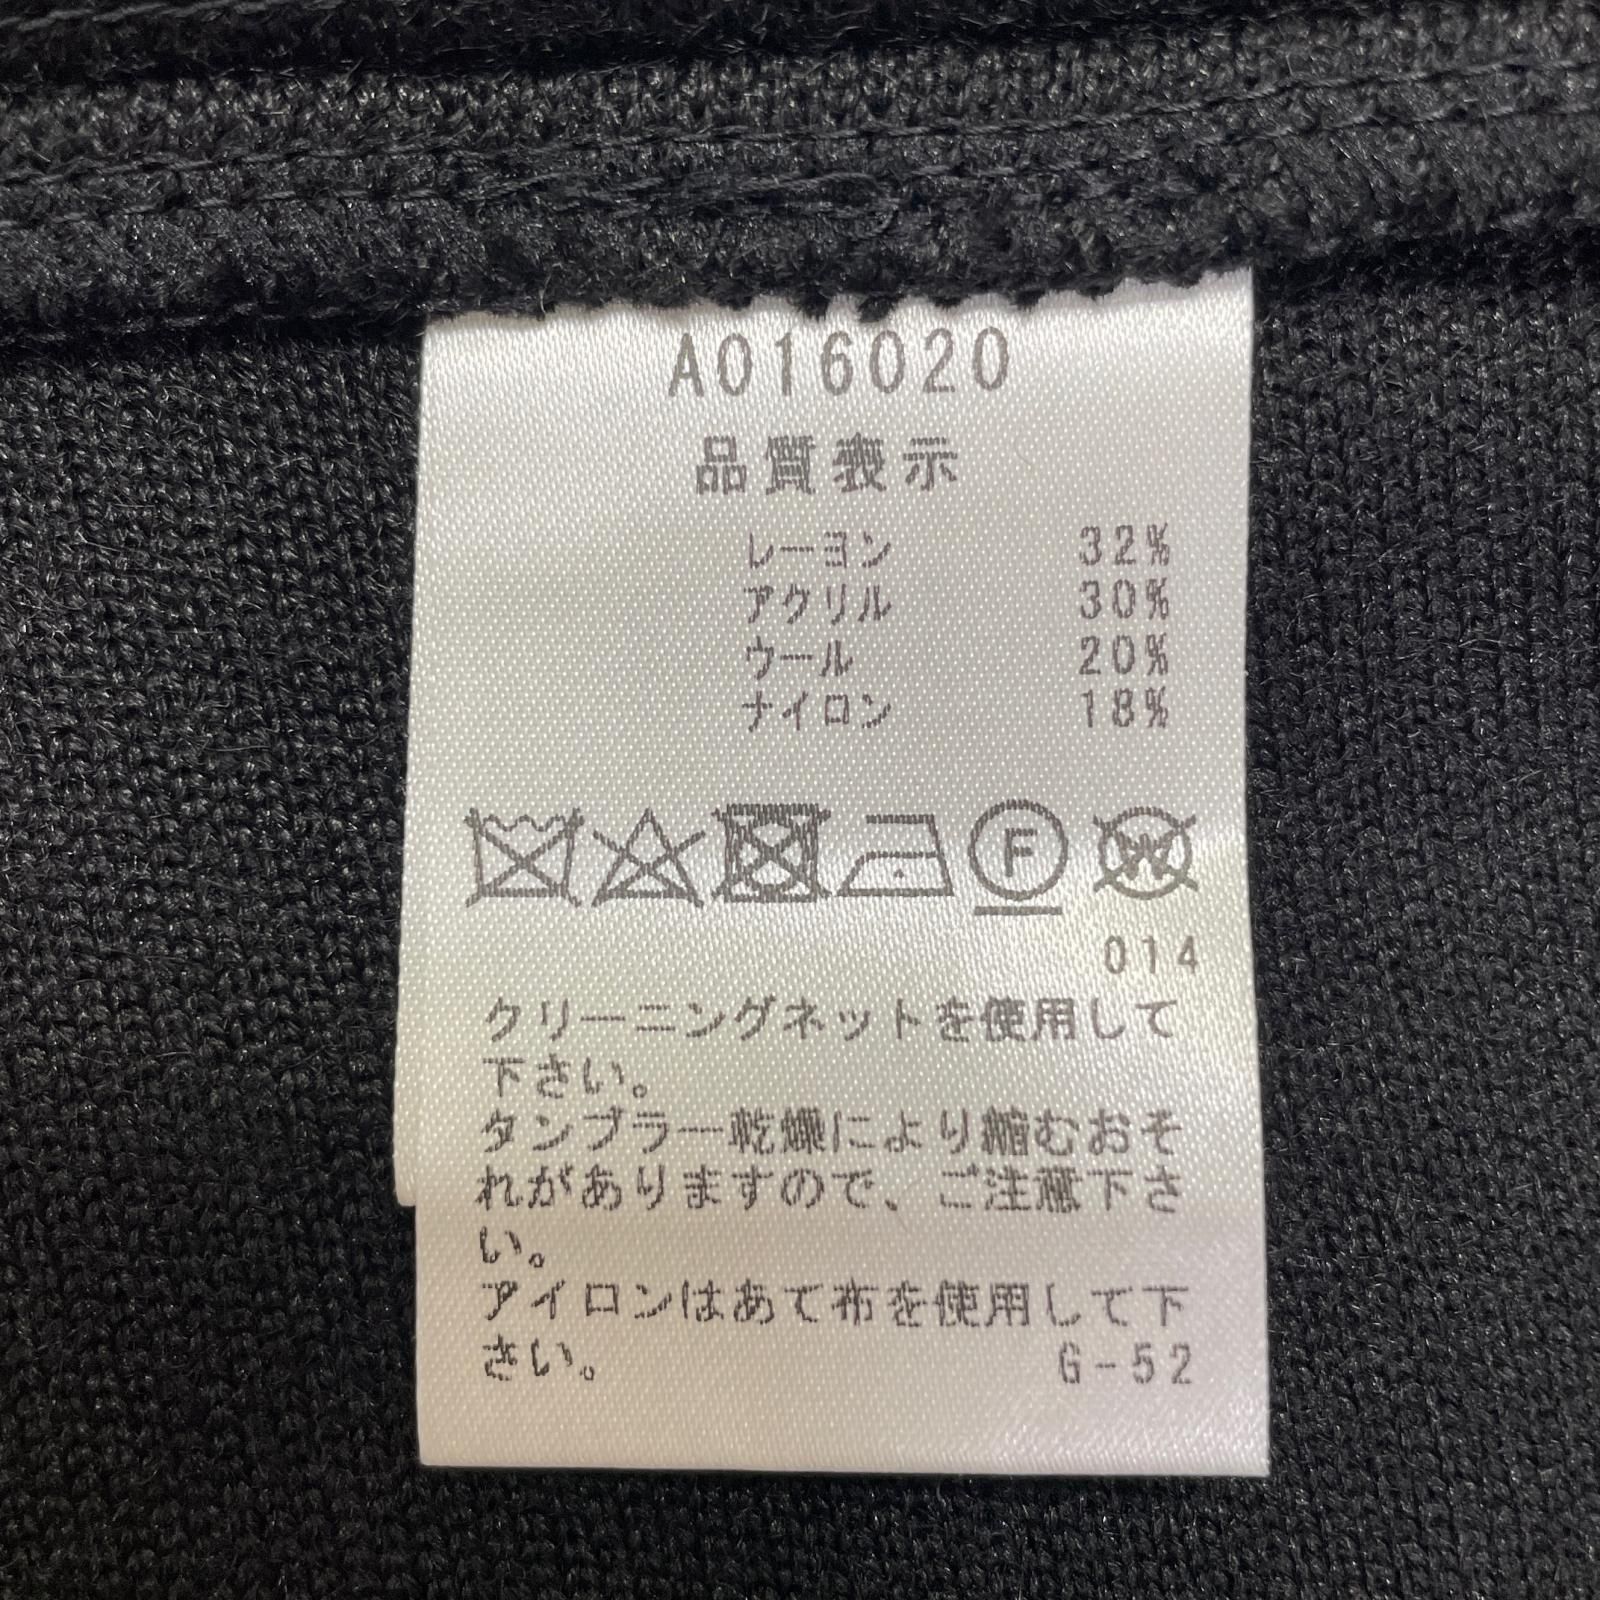 A016020
品質表示
レーヨン 32%
アクリル 30%
ウール 20%
ナイロン 18%
F W
014
クリーニングネットを使用して
下さい。
タンブラー乾燥により縮むおそ
れがありますので、ご注意下さ
い。
アイロンはあて布を使用して下
さい。 G-52